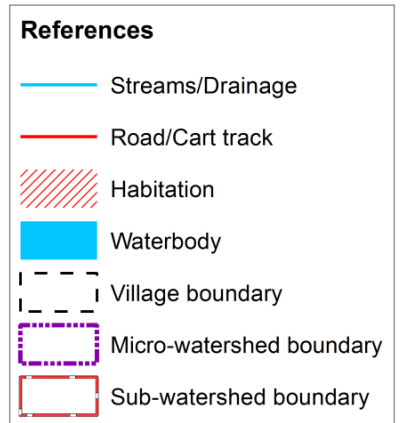 References
Streams/Drainage
Road/Cart track
Habitation
Waterbody
Village boundary
Micro-watershed boundary
Sub-watershed boundary